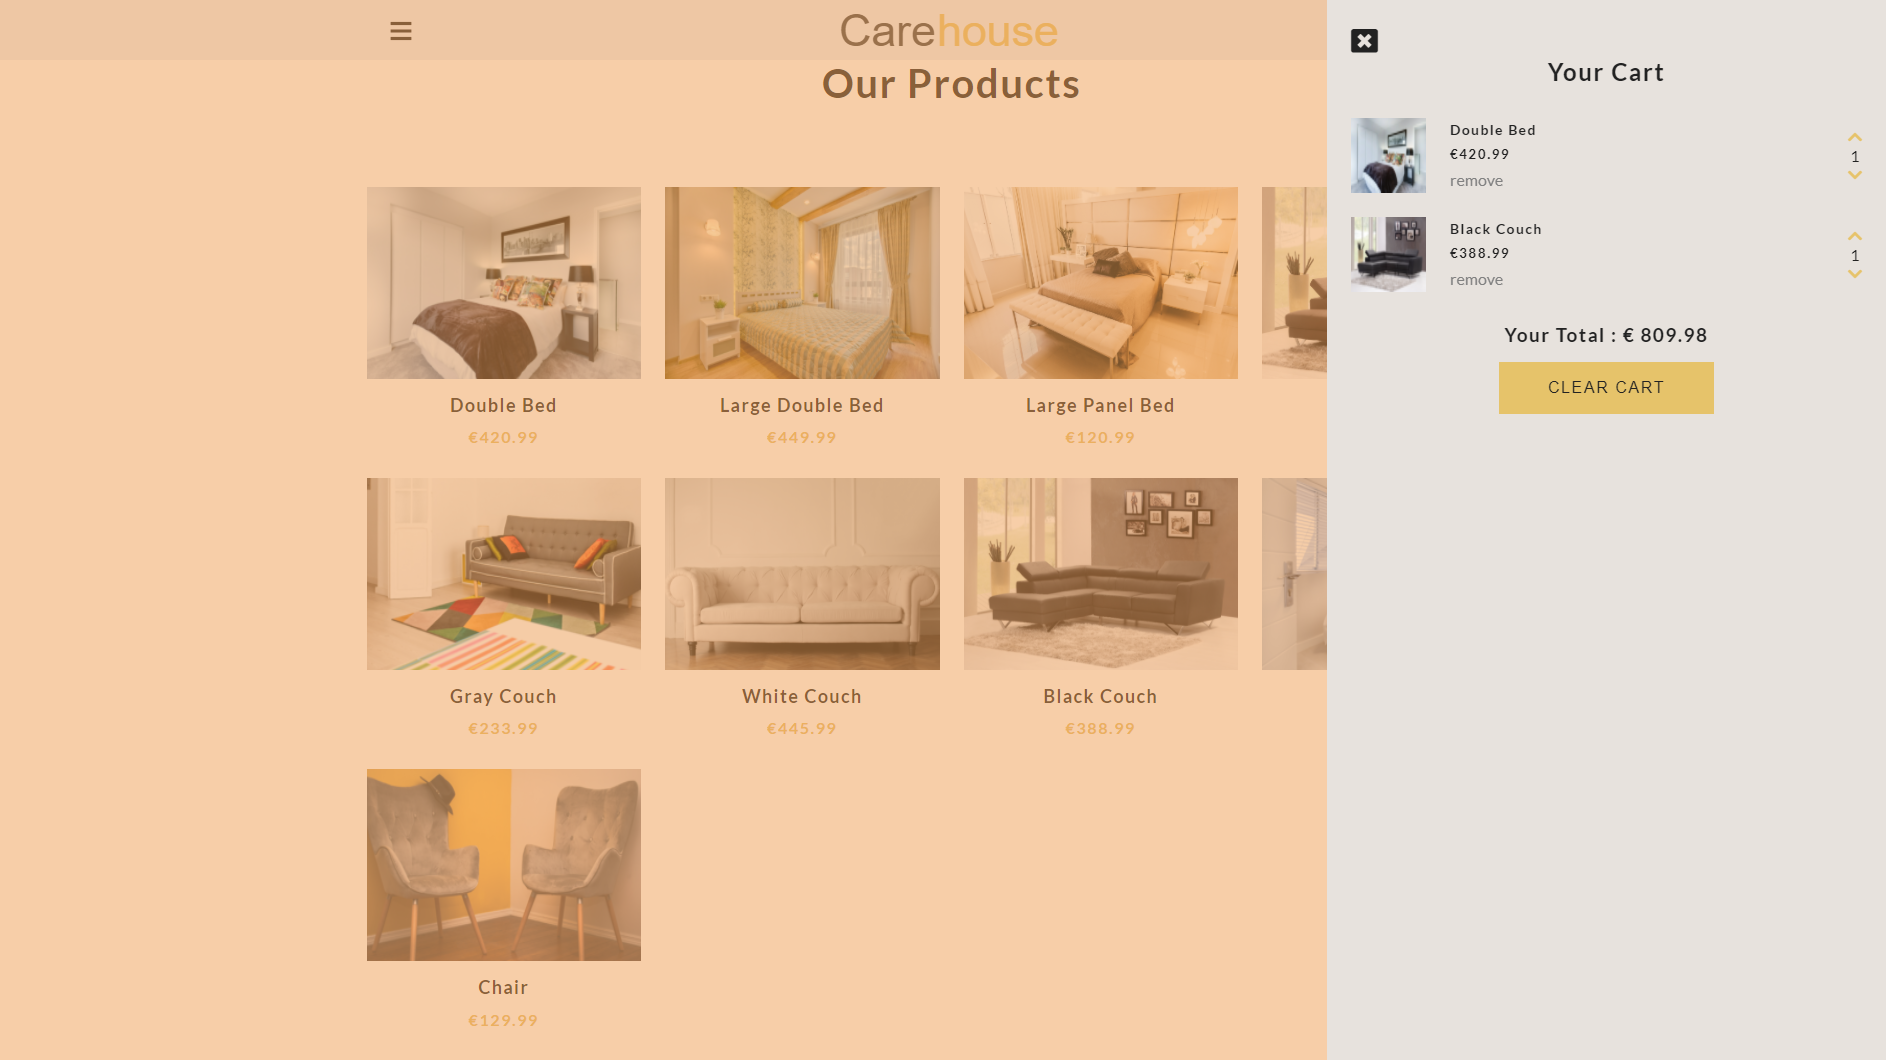 Carehouse
Our Products
Double Bed
€420.99
Large Double Bed
€449.99
Large Panel Bed
€120.99
Gray Couch
€233.99
White Couch
€445.99
Black Couch
€388.99
Chair
€129.99
Your Cart
Double Bed
€420.99
remove
1
Black Couch
€388.99
remove
1
Your Total : € 809.98
CLEAR CART